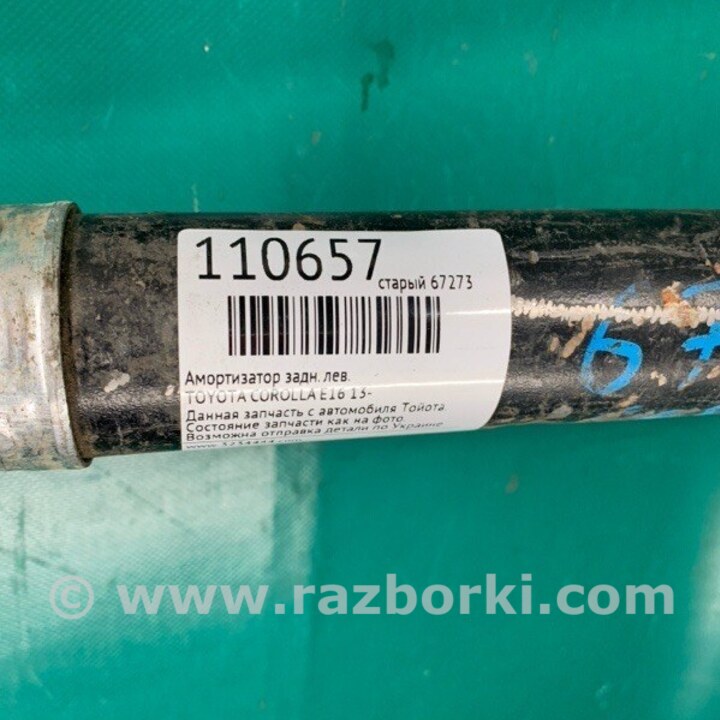 110657
старый 67273
Амортизатор задн. лев.
TOYOTA COROLLA E16 13-
Данная запчасть с автомобиля Тойота
Состояние запчасти как на фото.
Возможна отправка детали по Украине
67
© www.razborki.com